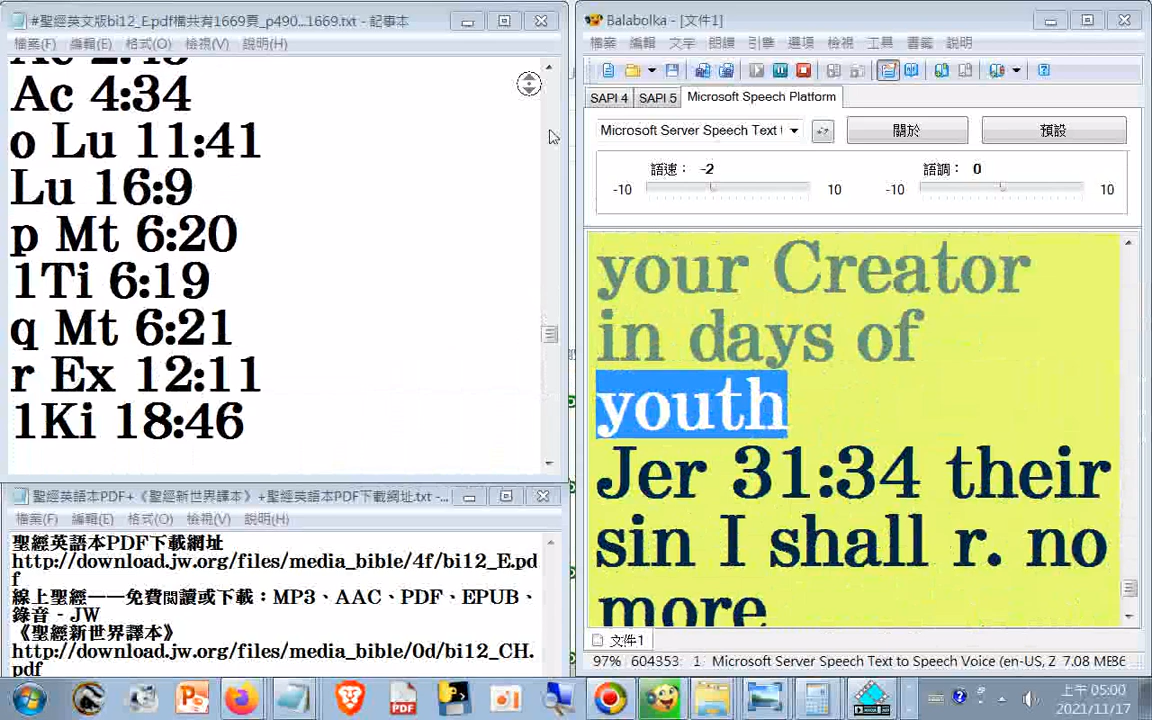 #聖經英文版bi12_E.pdf檔共有1669頁_p490...1669.txt - 記事本
檔案(F) 編輯(E) 格式(O) 檢視(V) 說明(H)
Ac 2:45
Ac 4:34
o Lu 11:41
Lu 16:9
p Mt 6:20
1Ti 6:19
q Mt 6:21
r Ex 12:11
1Ki 18:46
聖經英語本PDF+《聖經新世界譯本》+聖經英語本PDF下載網址.txt -...
檔案(F) 編輯(E) 格式(O) 檢視(V) 說明(H)
聖經英語本PDF下載網址
http://download.jw.org/files/media_bible/4f/bi12_E.pd
f
線上聖經——免費閱讀或下載：MP3、AAC、PDF、EPUB、
錄音 - JW
《聖經新世界譯本》
http://download.jw.org/files/media_bible/0d/bi12_CH.
pdf
Balabolka - [文件1]
檔案 編輯 文字 朗讀 引擎 選項 檢視 工具 書籤 說明
SAPI 4 SAPI 5 Microsoft Speech Platform
Microsoft Server Speech Text 關於 預設
語速： -2 語調： 0
-10 10 -10 10
your Creator
in days of
youth
Jer 31:34 their
sin I shall r. no
more
文件1
97% 604353: 1 Microsoft Server Speech Text to Speech Voice (en-US, Z 7.08 МБ
PDF
上午 05:00
2021/11/17